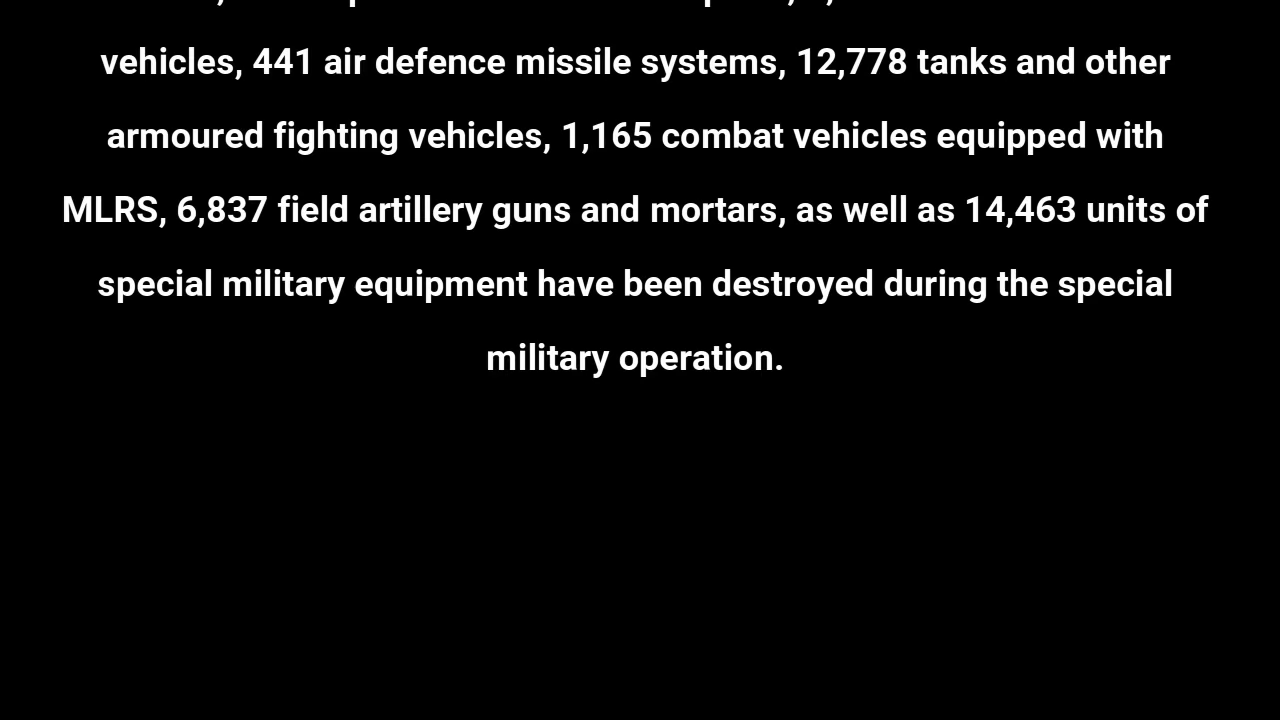 vehicles, 441 air defence missile systems, 12,778 tanks and other
armoured fighting vehicles, 1,165 combat vehicles equipped with
MLRS, 6,837 field artillery guns and mortars, as well as 14,463 units of
special military equipment have been destroyed during the special
military operation.